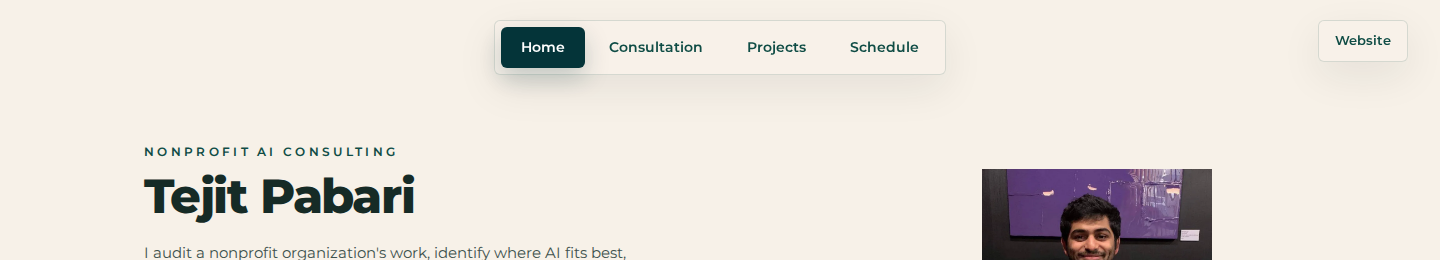 Home
Consultation
Projects
Schedule
Website
NONPROFIT AI CONSULTING
Tejit Pabari
I audit a nonprofit organization's work, identify where AI fits best,